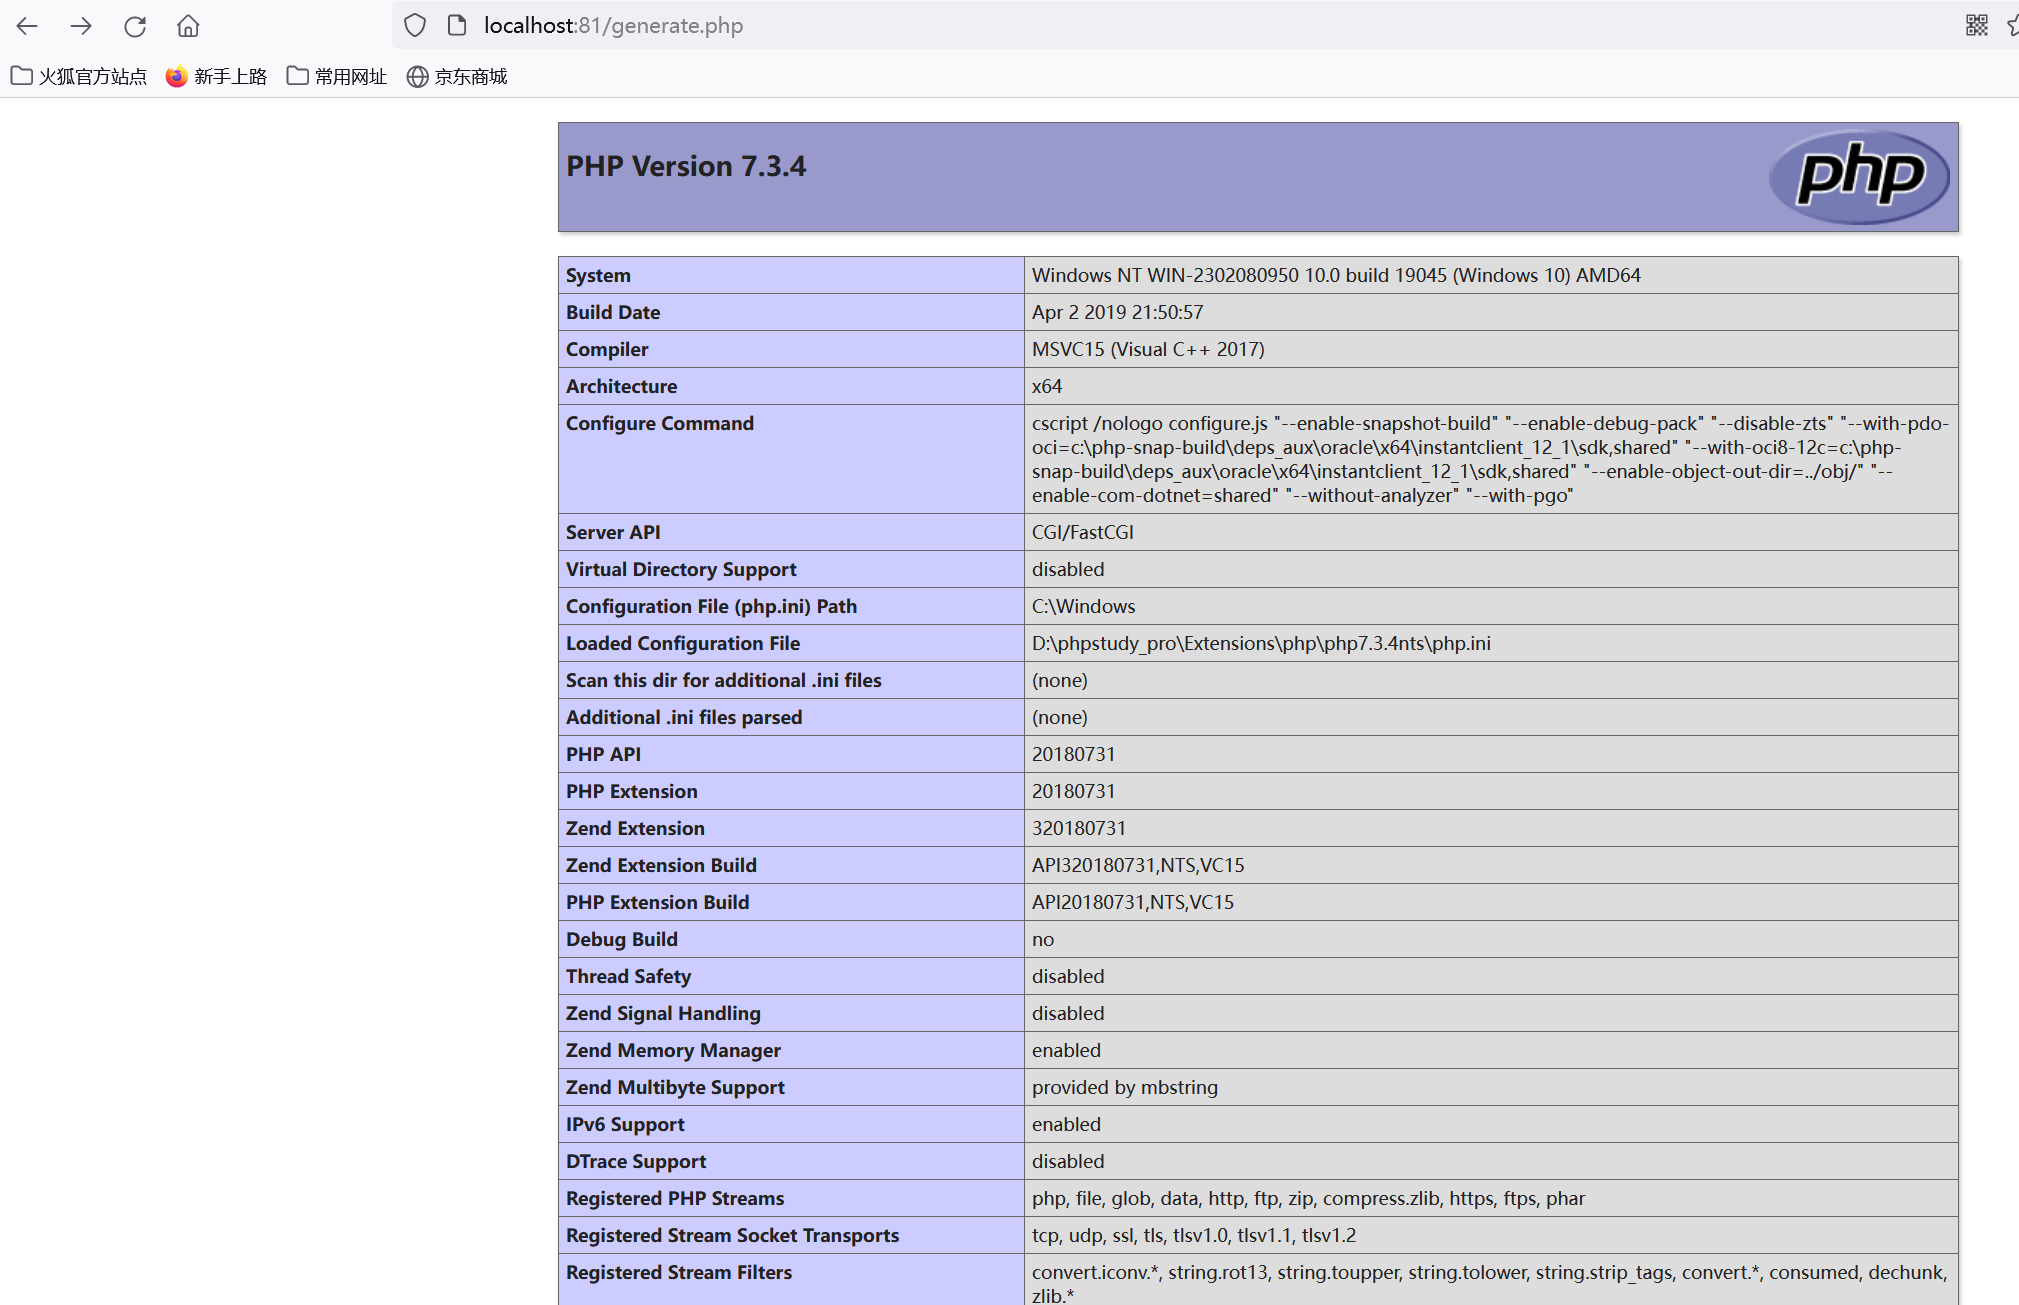 localhost:81/generate.php
火狐官方站点 新手上路 常用网址 京东商城
PHP Version 7.3.4
php
System Windows NT WIN-2302080950 10.0 build 19045 (Windows 10) AMD64
Build Date Apr 2 2019 21:50:57
Compiler MSVC15 (Visual C++ 2017)
Architecture x64
Configure Command cscript /nologo configure.js "--enable-snapshot-build" "--enable-debug-pack" "--disable-zts" "--with-pdo-
oci=c:\php-snap-build\deps_aux\oracle\x64\instantclient_12_1\sdk,shared" "--with-oci8-12c=c:\php-
snap-build\deps_aux\oracle\x64\instantclient_12_1\sdk,shared" "--enable-object-out-dir=../obj/" "--
enable-com-dotnet=shared" "--without-analyzer" "--with-pgo"
Server API CGI/FastCGI
Virtual Directory Support disabled
Configuration File (php.ini) Path C:\Windows
Loaded Configuration File D:\phpstudy_pro\Extensions\php\php7.3.4nts\php.ini
Scan this dir for additional .ini files (none)
Additional .ini files parsed (none)
PHP API 20180731
PHP Extension 20180731
Zend Extension 320180731
Zend Extension Build API320180731,NTS,VC15
PHP Extension Build API20180731,NTS,VC15
Debug Build no
Thread Safety disabled
Zend Signal Handling disabled
Zend Memory Manager enabled
Zend Multibyte Support provided by mbstring
IPv6 Support enabled
DTrace Support disabled
Registered PHP Streams php, file, glob, data, http, ftp, zip, compress.zlib, https, ftps, phar
Registered Stream Socket Transports tcp, udp, ssl, tls, tlsv1.0, tlsv1.1, tlsv1.2
Registered Stream Filters convert.iconv.*, string.rot13, string.toupper, string.tolower, string.strip_tags, convert.*, consumed, dechunk,
zlib.*